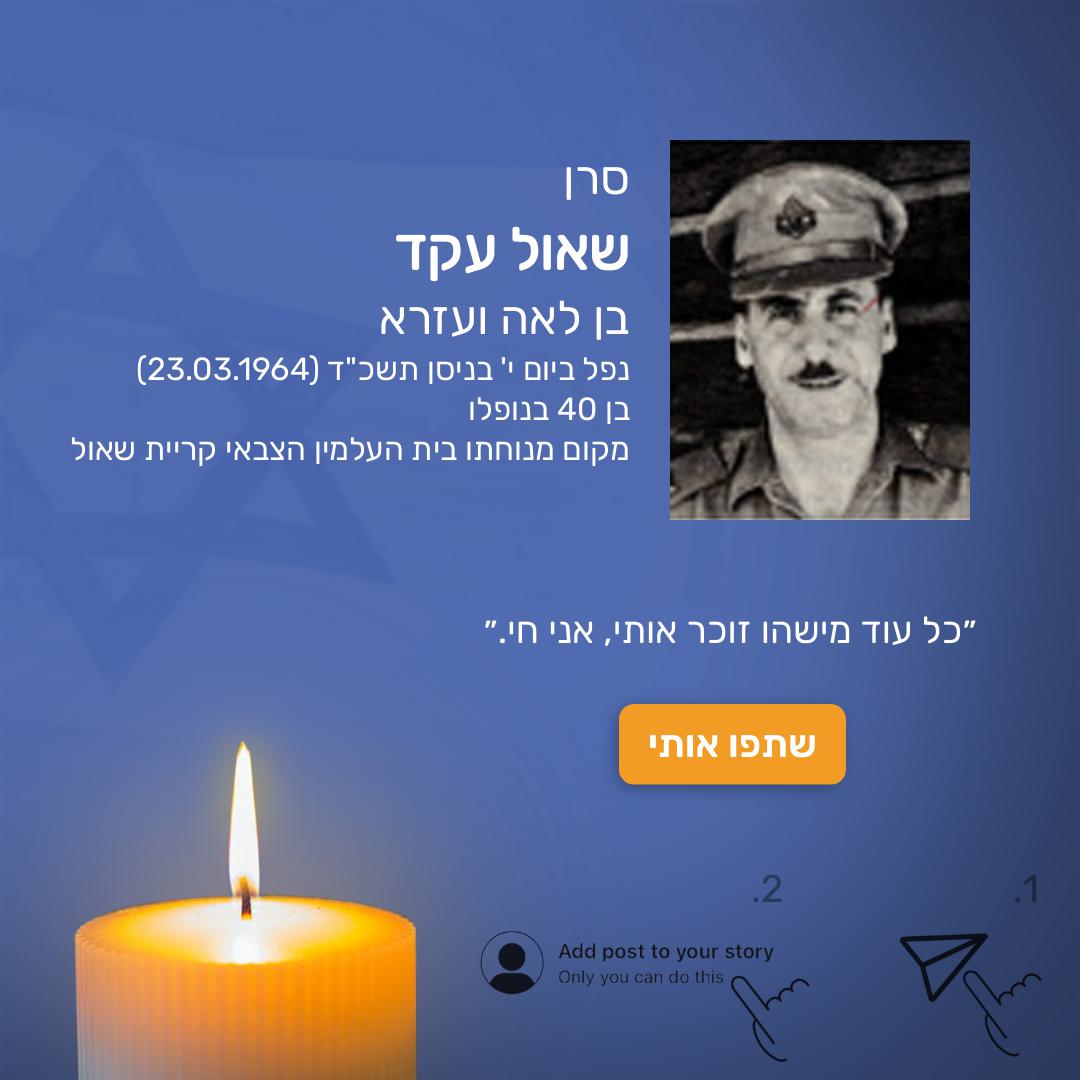 סרן
שאול עקד
בן לאה ועזרא
נפל ביום י' בניסן תשכ"ד (23.03.1964)
בן 40 בנופלו
מקום מנוחתו בית העלמין הצבאי קריית שאול
״כל עוד מישהו זוכר אותי, אני חי.״
שתפו אותי
1.
2.
Add post to your story
Only you can do this